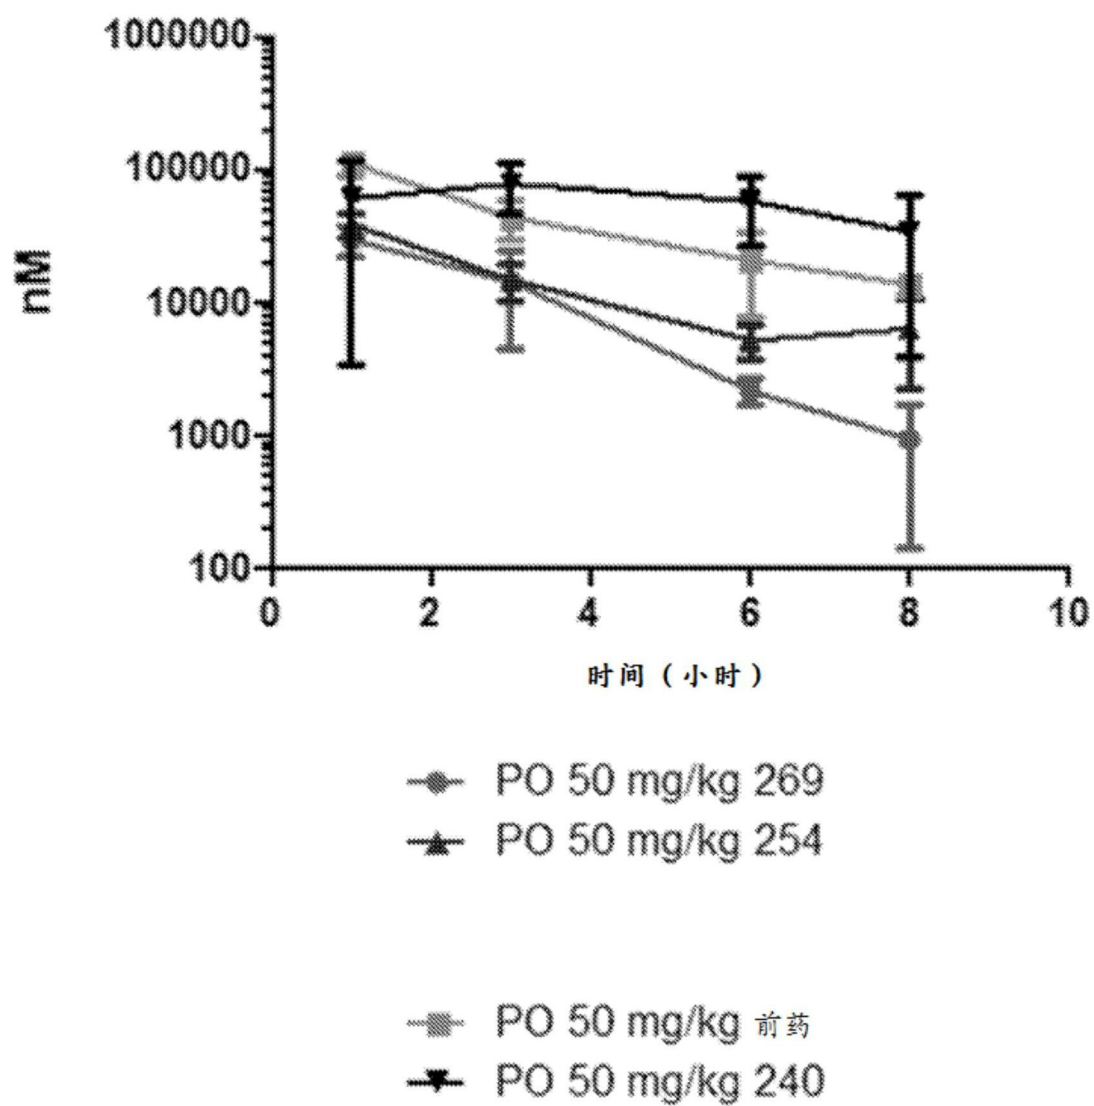 1000000
100000
10000
1000
100
nM
0 2 4 6 8 10
时间（小时）
PO 50 mg/kg 269
PO 50 mg/kg 254
PO 50 mg/kg 前药
PO 50 mg/kg 240